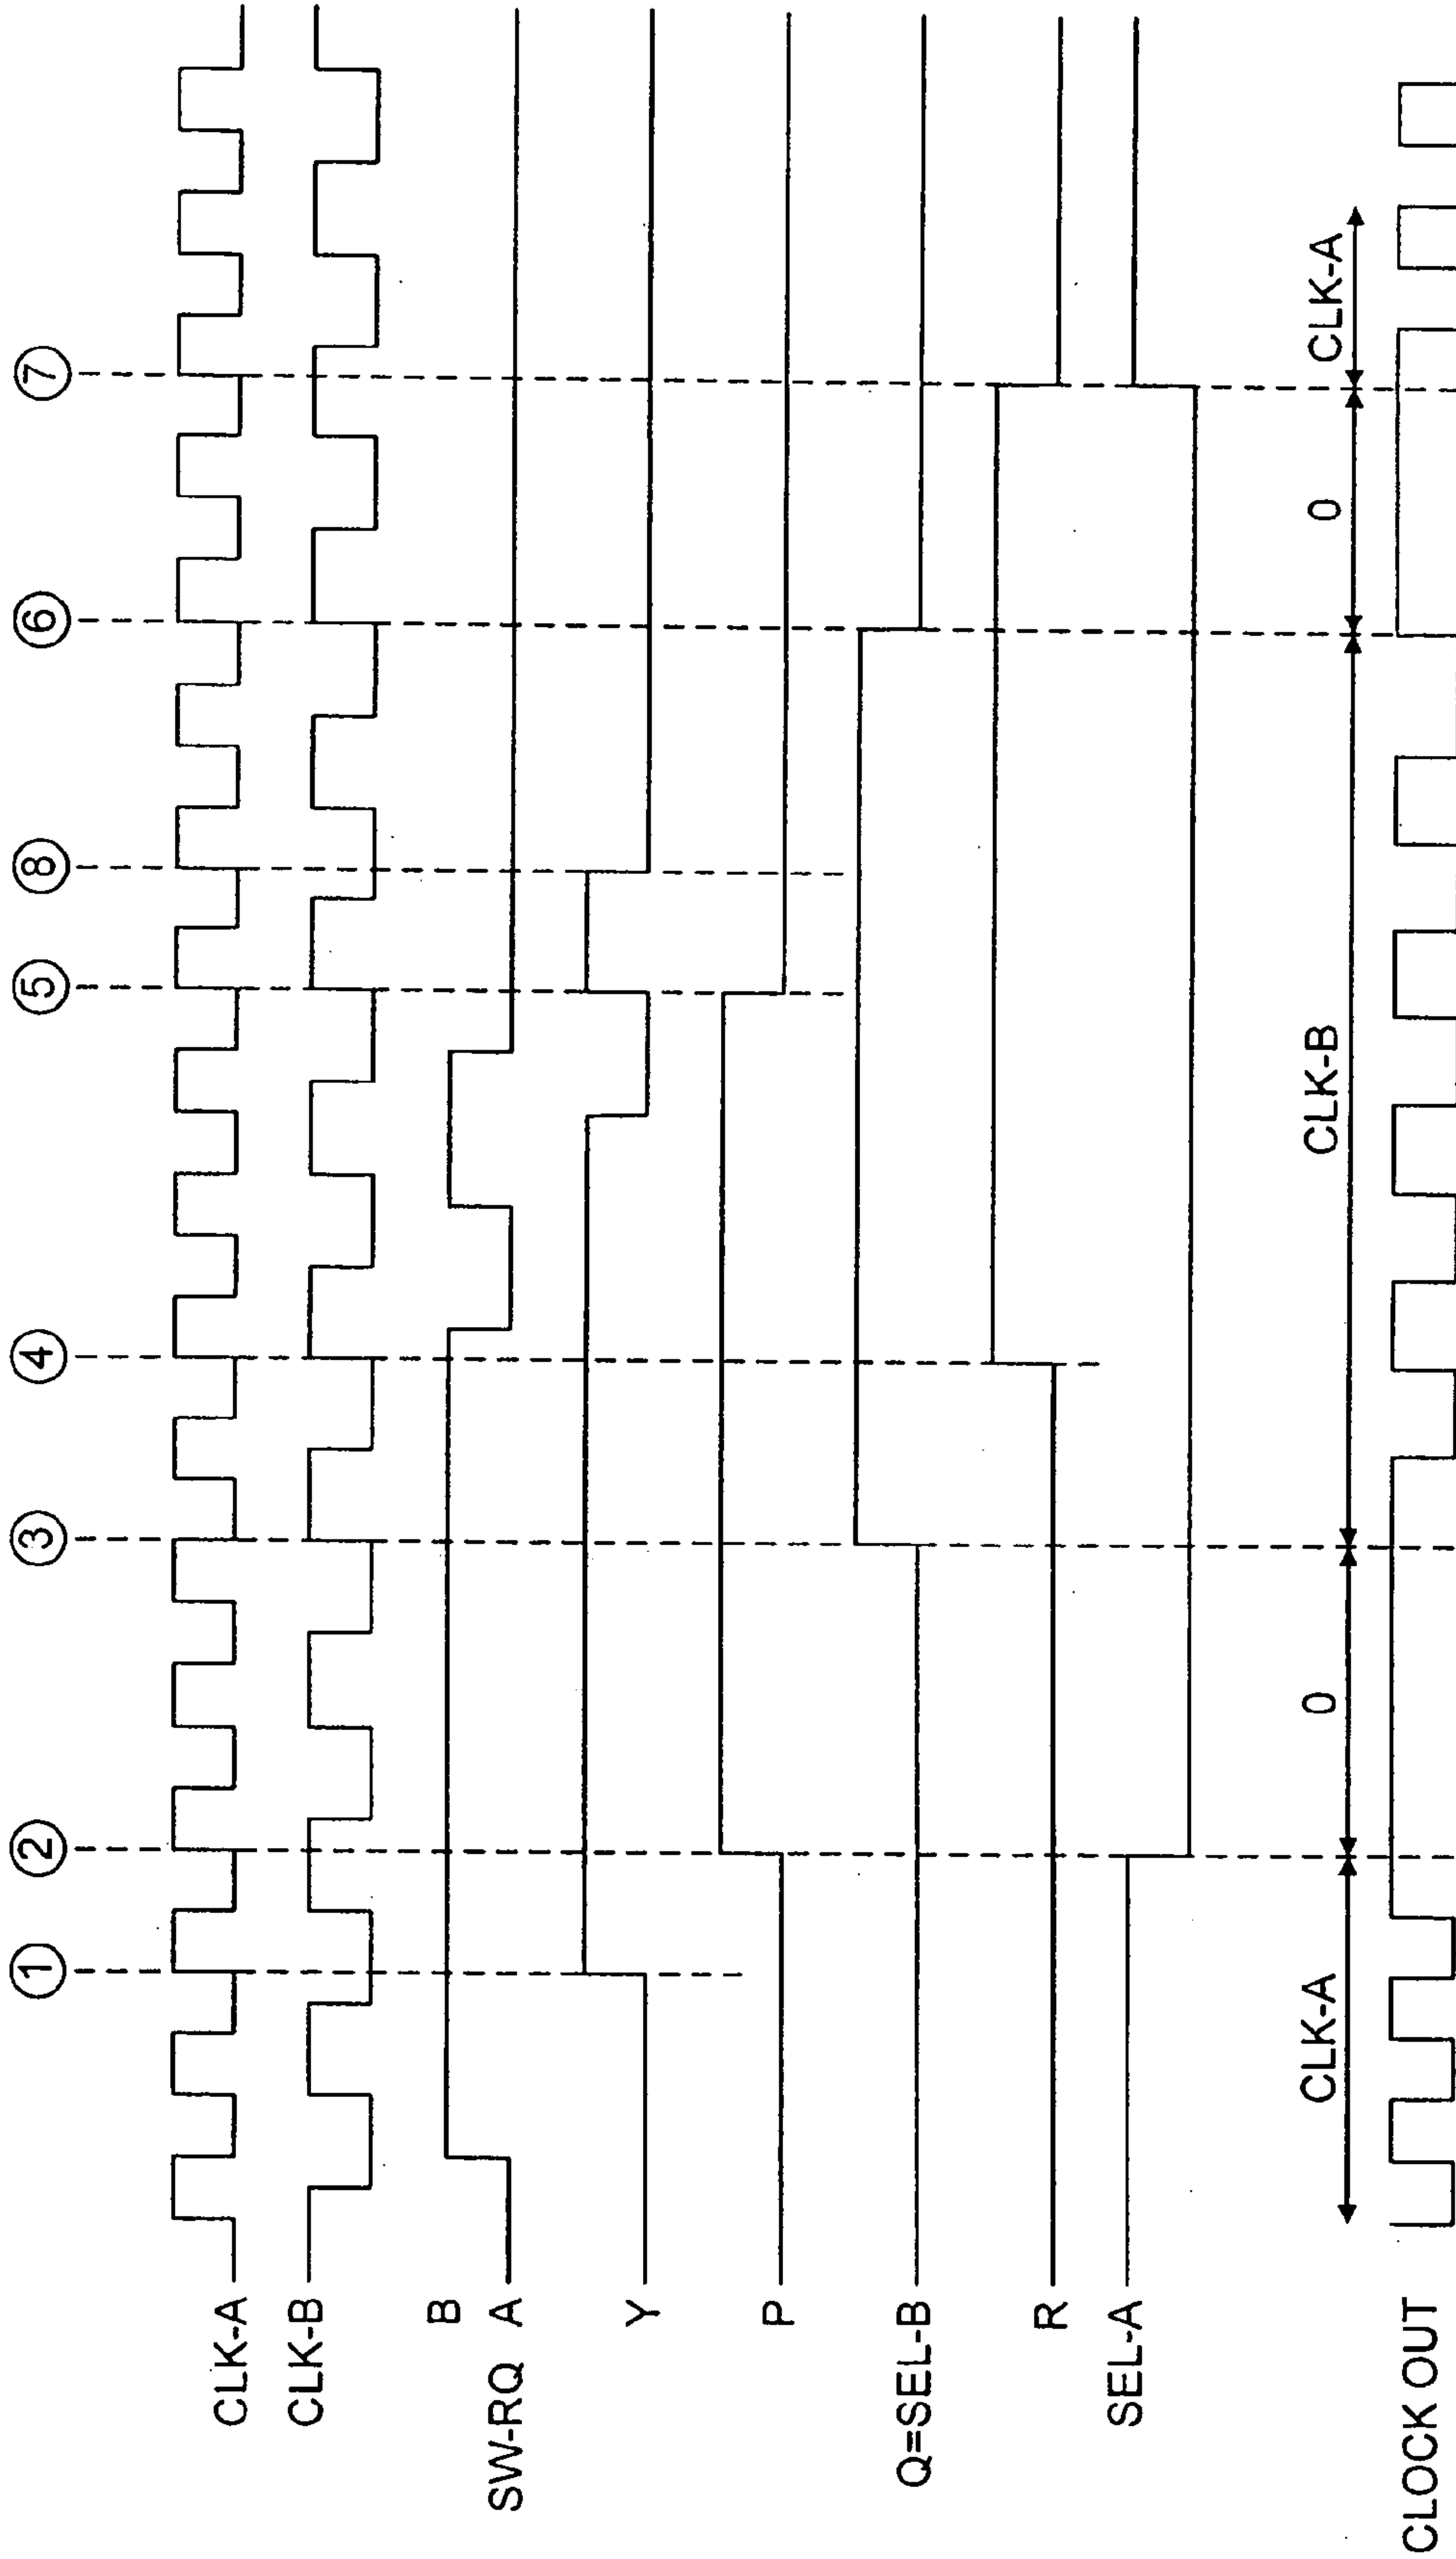 ① ② ③ ④ ⑤ ⑧ ⑥ ⑦
CLK-A
CLK-B
B
SW-RQ A
Y
P
Q=SEL-B
R
SEL-A
CLK-A 0 CLK-B 0 CLK-A
CLOCK OUT